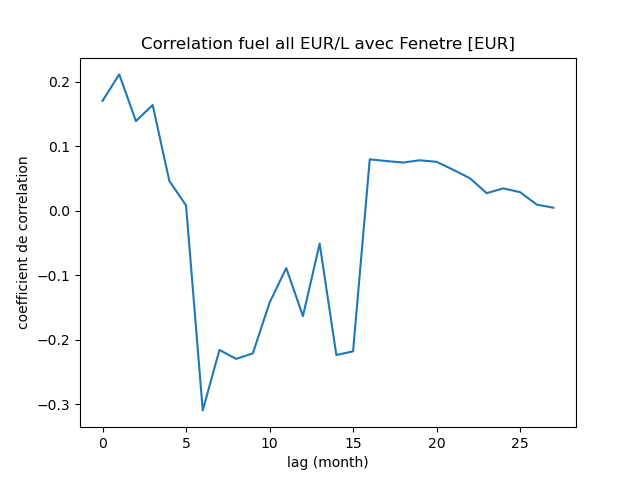 Correlation fuel all EUR/L avec Fenetre [EUR]
0.2
0.1
0.0
−0.1
−0.2
−0.3
coefficient de correlation
0 5 10 15 20 25
lag (month)